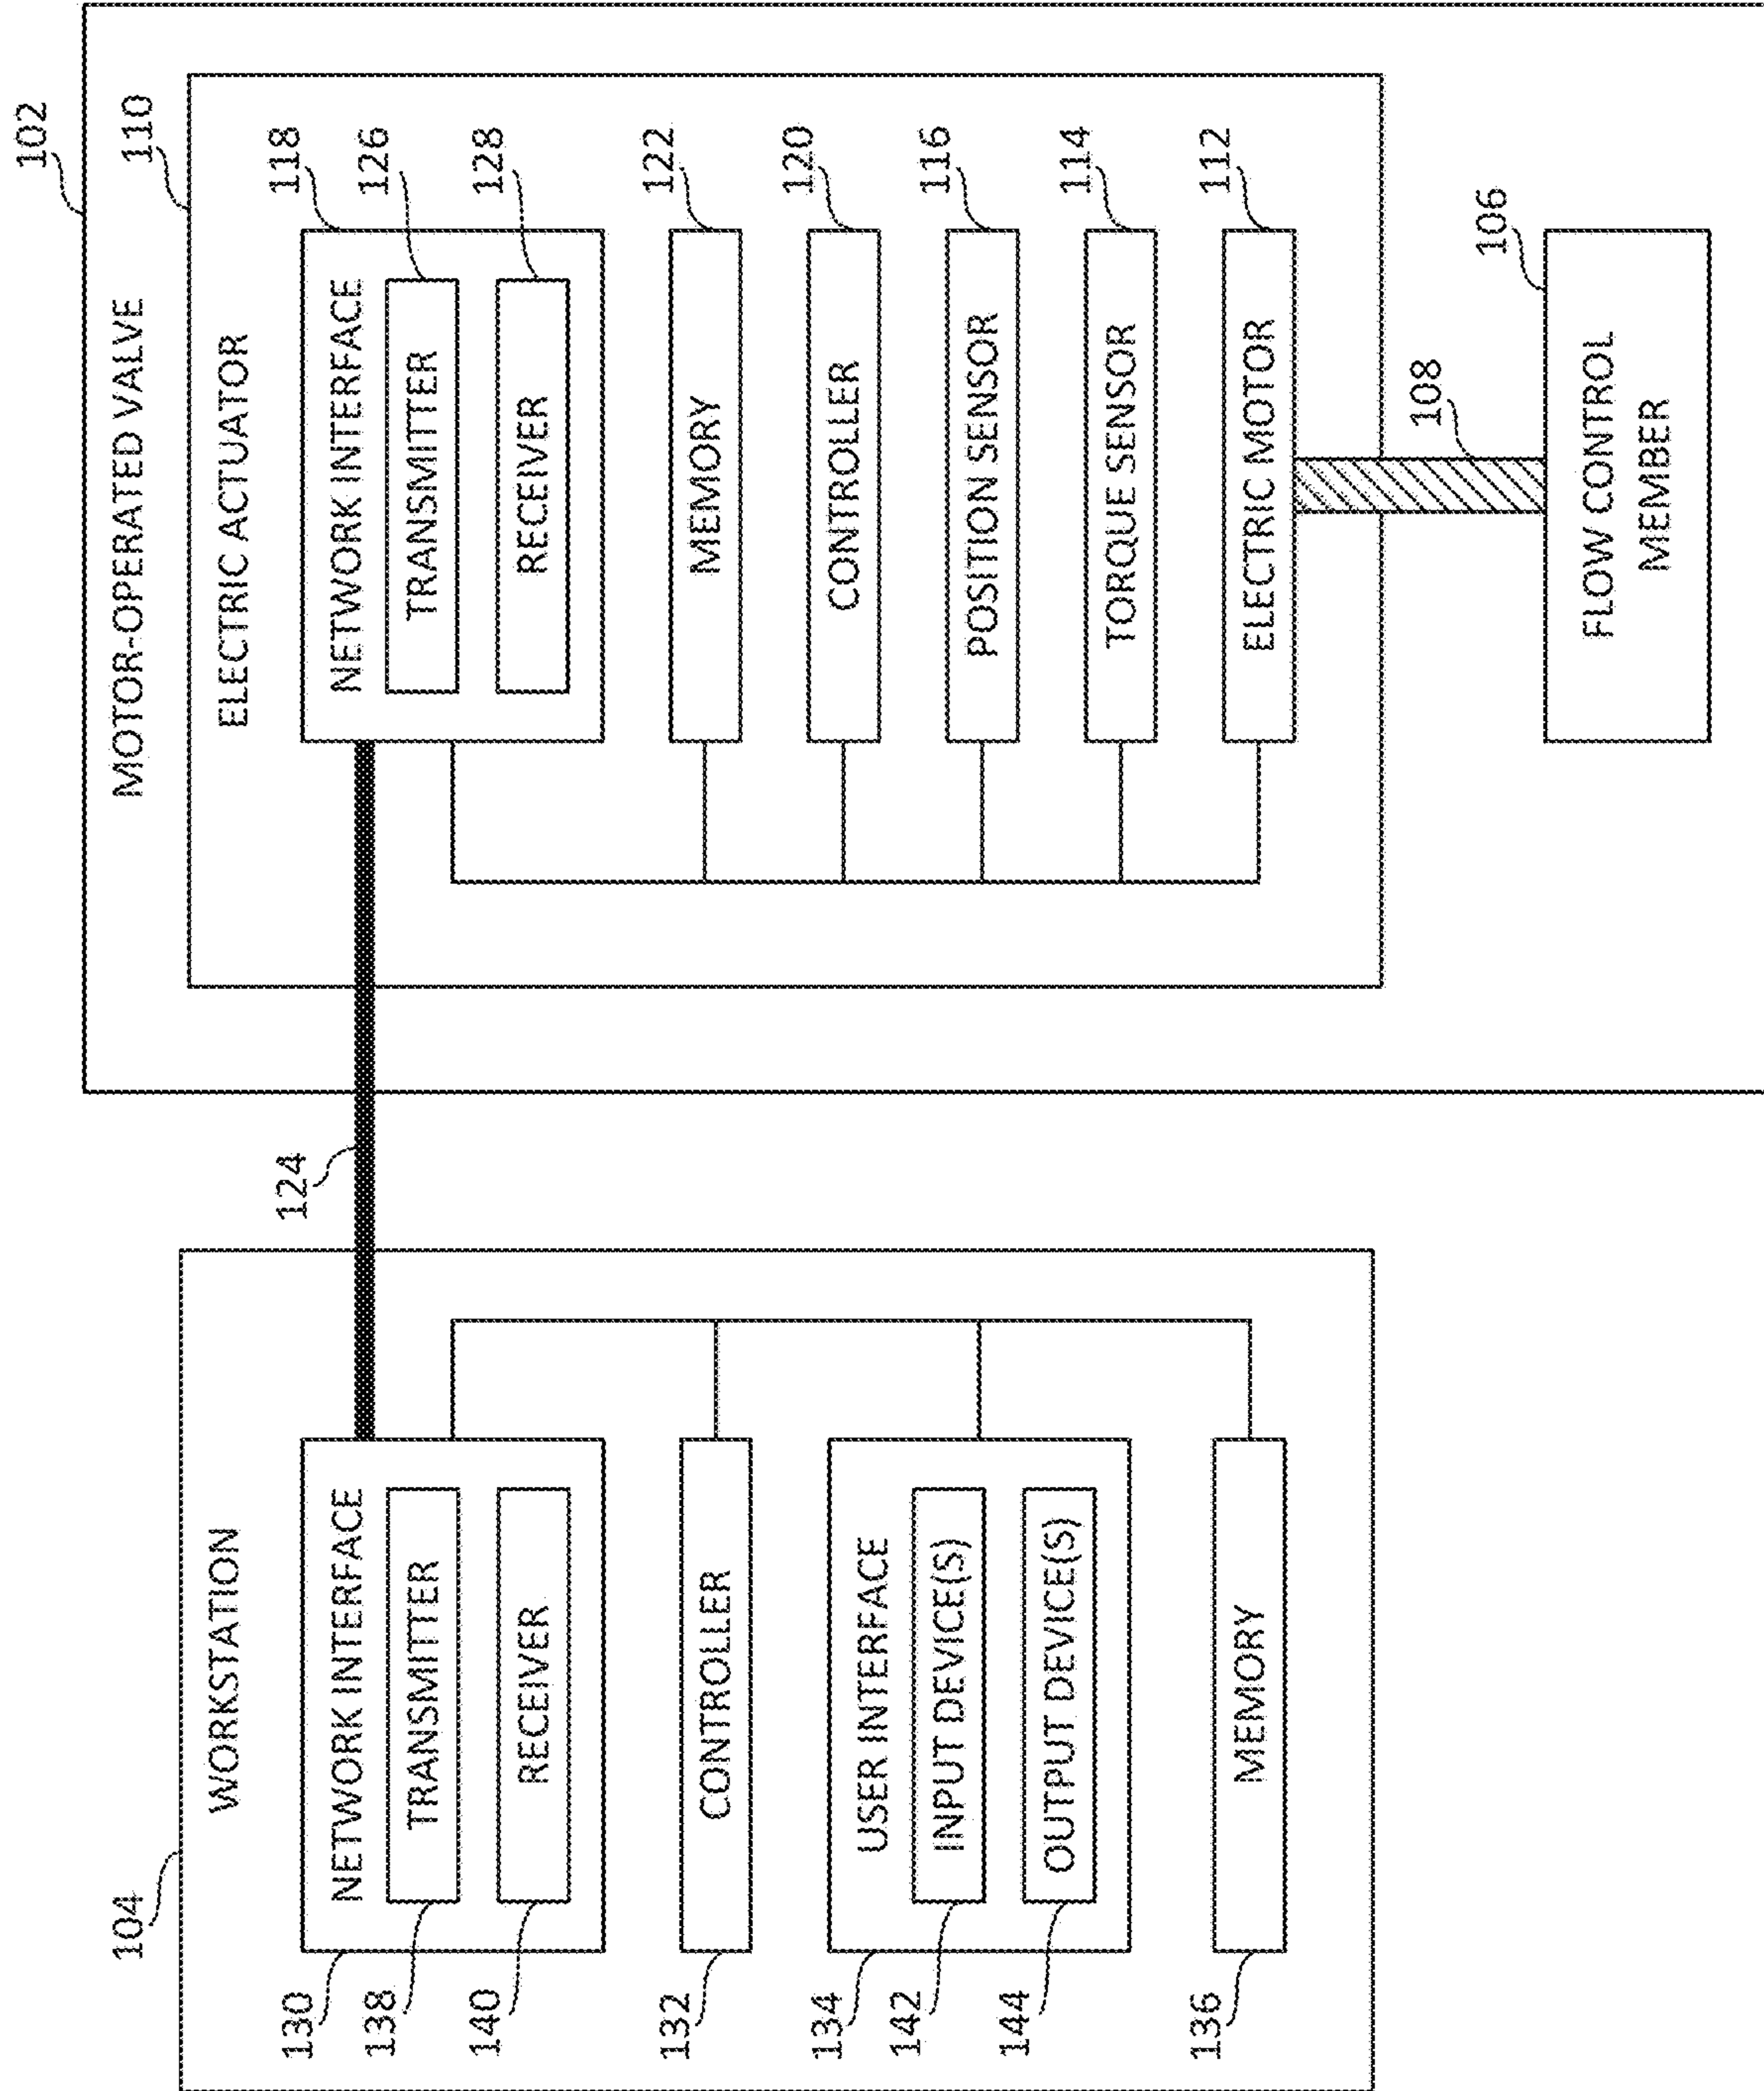 104
WORKSTATION
130
NETWORK INTERFACE
138
TRANSMITTER
140
RECEIVER
132
CONTROLLER
134
USER INTERFACE
142
INPUT DEVICE(S)
144
OUTPUT DEVICE(S)
136
MEMORY
124
102
MOTOR-OPERATED VALVE
110
ELECTRIC ACTUATOR
118
NETWORK INTERFACE
126
TRANSMITTER
128
RECEIVER
122
MEMORY
120
CONTROLLER
116
POSITION SENSOR
114
TORQUE SENSOR
112
ELECTRIC MOTOR
108
106
FLOW CONTROL
MEMBER